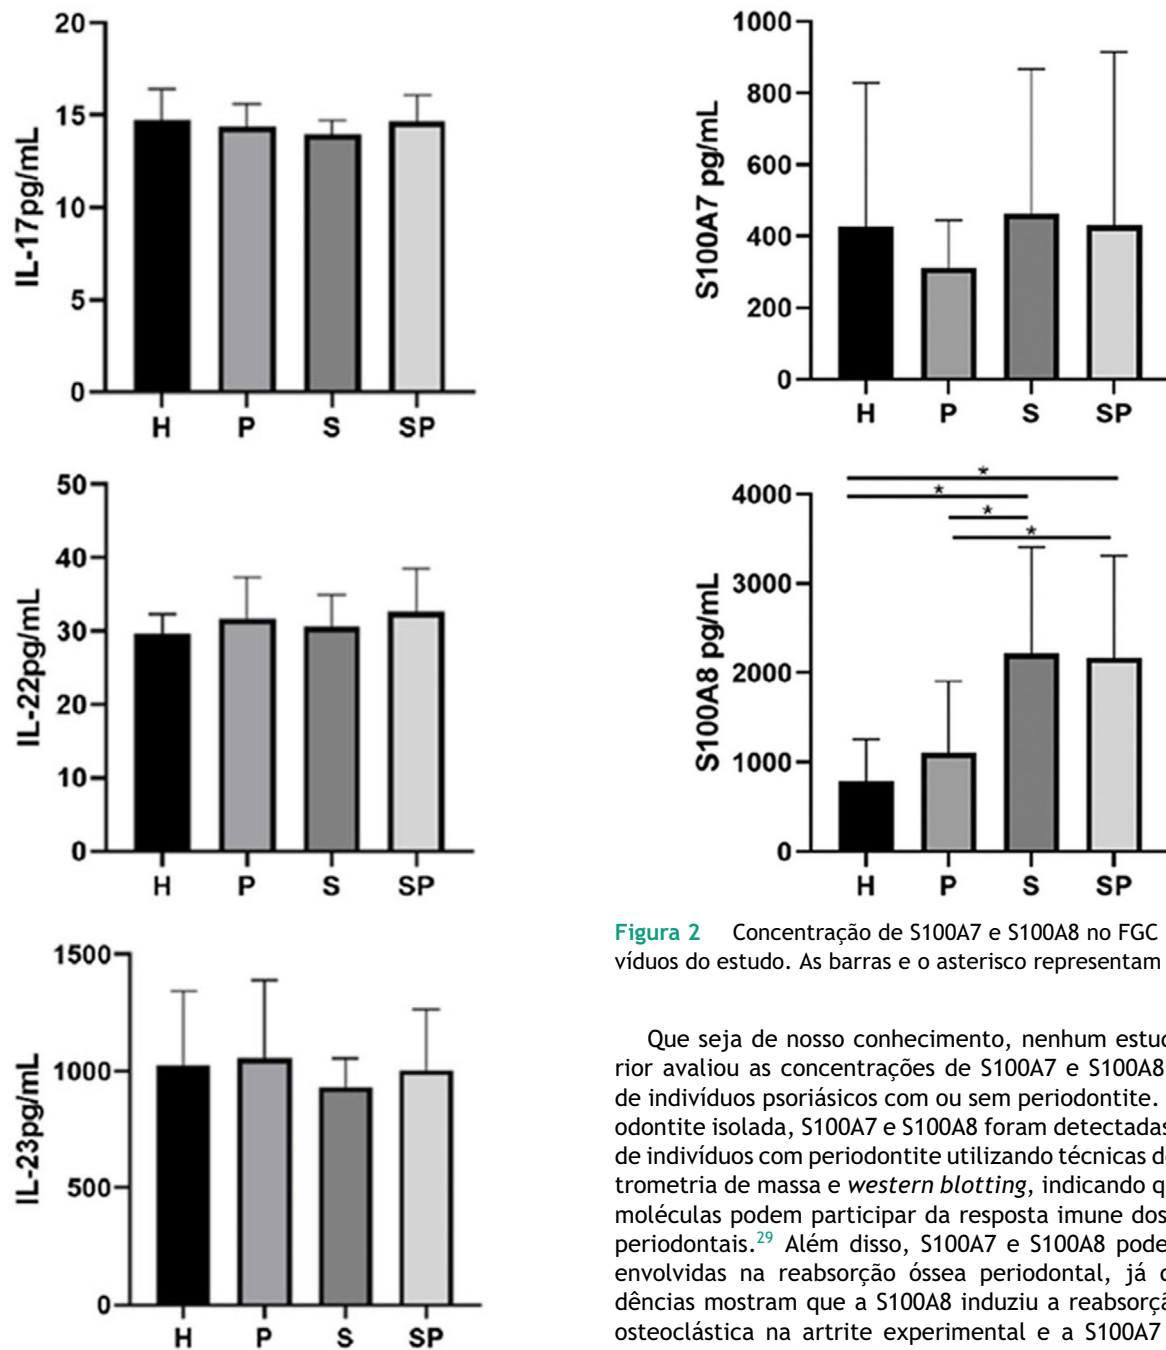 20
15
10
5
0
IL-17pg/mL
H P S SP
50
40
30
20
10
0
IL-22pg/mL
H P S SP
1500
1000
500
0
IL-23pg/mL
H P S SP
1000
800
600
400
200
0
S100A7 pg/mL
H P S SP
*
*
*
*
4000
3000
2000
1000
0
S100A8 pg/mL
H P S SP
Figura 2 Concentração de S100A7 e S100A8 no FGC
víduos do estudo. As barras e o asterisco representam
Que seja de nosso conhecimento, nenhum estud
rior avaliou as concentrações de S100A7 e S100A8
de indivíduos psoriásicos com ou sem periodontite.
odontite isolada, S100A7 e S100A8 foram detectadas
de indivíduos com periodontite utilizando técnicas de
trometria de massa e western blotting, indicando q
moléculas podem participar da resposta imune dos
periodontais.29 Além disso, S100A7 e S100A8 pode
envolvidas na reabsorção óssea periodontal, já q
dências mostram que a S100A8 induziu a reabsorçã
osteoclástica na artrite experimental e a S100A7